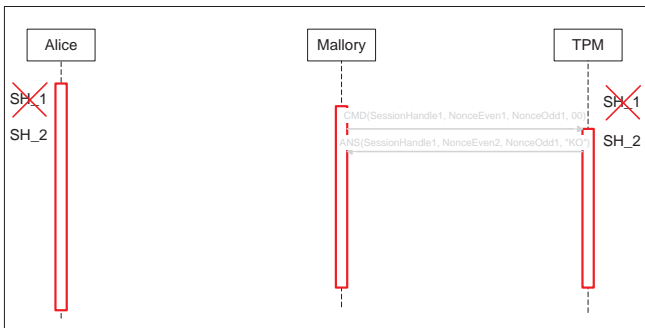 Alice
Mallory
TPM
SH_1
SH_1
CMD(SessionHandle1, NonceEven1, NonceOdd1, 00)
SH_2
SH_2
ANS(SessionHandle1, NonceEven2, NonceOdd1, "KO")